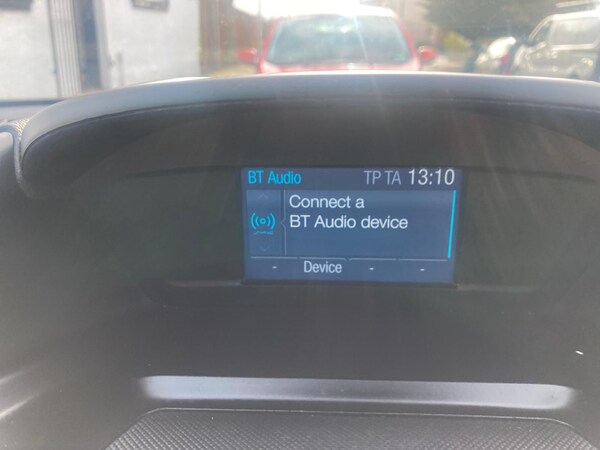 BT Audio TP TA 13:10
Connect a
BT Audio device
- Device - -